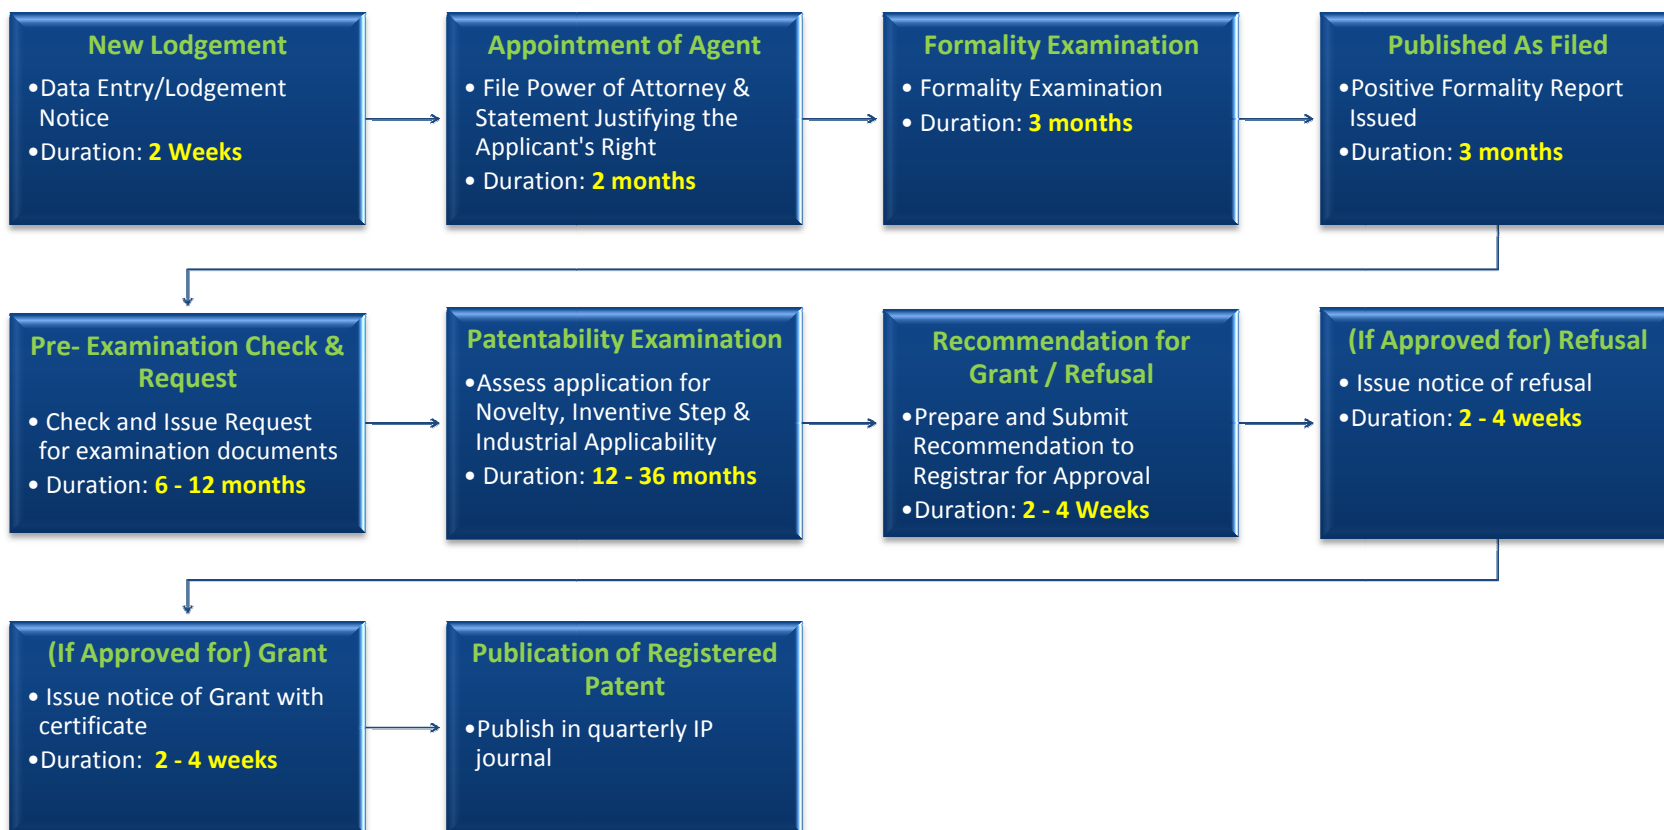 New Lodgement
•Data Entry/Lodgement
Notice
•Duration: 2 Weeks
Appointment of Agent
• File Power of Attorney &
Statement Justifying the
Applicant's Right
• Duration: 2 months
Formality Examination
• Formality Examination
• Duration: 3 months
Published As Filed
•Positive Formality Report
Issued
•Duration: 3 months
Pre- Examination Check &
Request
• Check and Issue Request
for examination documents
• Duration: 6 - 12 months
Patentability Examination
•Assess application for
Novelty, Inventive Step &
Industrial Applicability
• Duration: 12 - 36 months
Recommendation for
Grant / Refusal
•Prepare and Submit
Recommendation to
Registrar for Approval
•Duration: 2 - 4 Weeks
(If Approved for) Refusal
• Issue notice of refusal
•Duration: 2 - 4 weeks
(If Approved for) Grant
• Issue notice of Grant with
certificate
•Duration: 2 - 4 weeks
Publication of Registered
Patent
•Publish in quarterly IP
journal